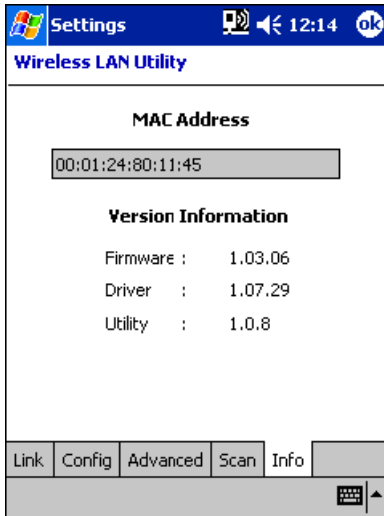 Settings 12:14 ok
Wireless LAN Utility
MAC Address
00:01:24:80:11:45
Version Information
Firmware : 1.03.06
Driver : 1.07.29
Utility : 1.0.8
Link Config Advanced Scan Info